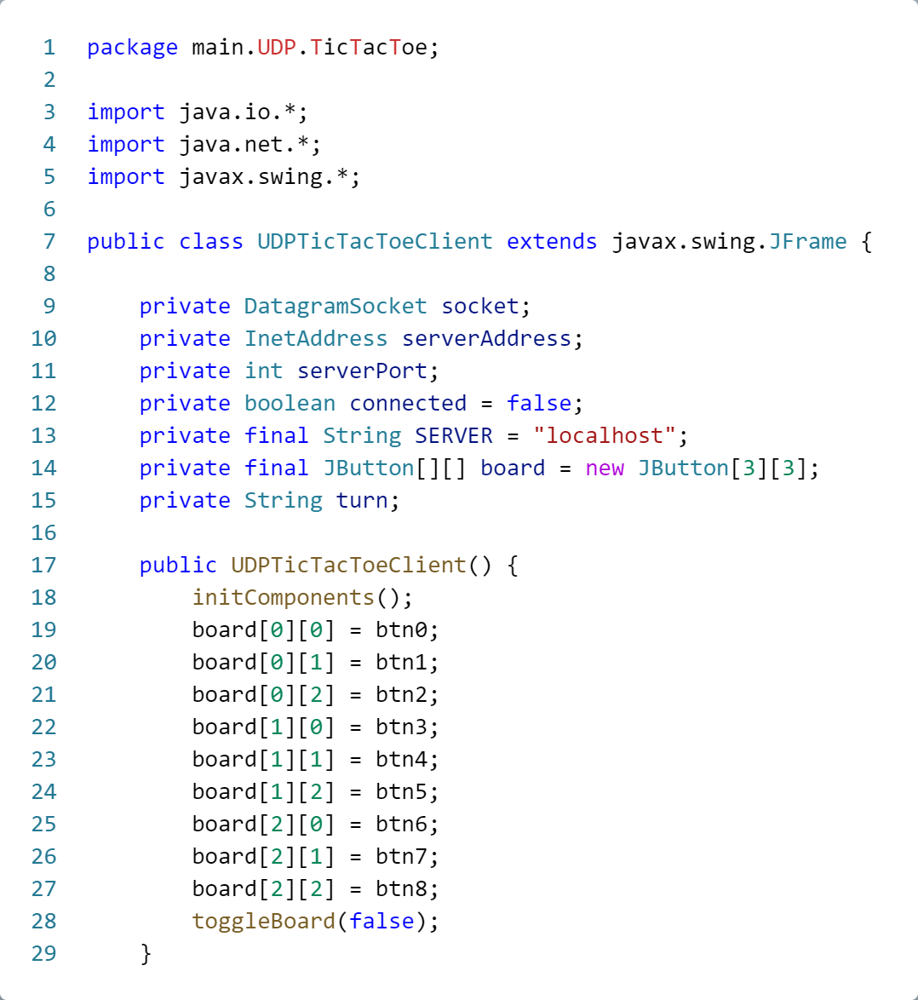 1 package main.UDP.TicTacToe;
2
3 import java.io.*;
4 import java.net.*;
5 import javax.swing.*;
6
7 public class UDPTicTacToeClient extends javax.swing.JFrame {
8
9     private DatagramSocket socket;
10     private InetAddress serverAddress;
11     private int serverPort;
12     private boolean connected = false;
13     private final String SERVER = "localhost";
14     private final JButton[][] board = new JButton[3][3];
15     private String turn;
16
17     public UDPTicTacToeClient() {
18         initComponents();
19         board[0][0] = btn0;
20         board[0][1] = btn1;
21         board[0][2] = btn2;
22         board[1][0] = btn3;
23         board[1][1] = btn4;
24         board[1][2] = btn5;
25         board[2][0] = btn6;
26         board[2][1] = btn7;
27         board[2][2] = btn8;
28         toggleBoard(false);
29     }